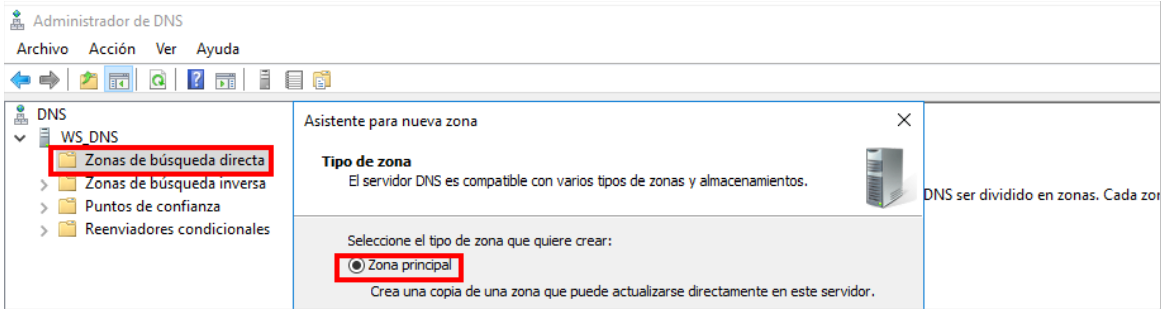 Administrador de DNS
Archivo Acción Ver Ayuda
DNS
WS_DNS
Zonas de búsqueda directa
Zonas de búsqueda inversa
Puntos de confianza
Reenviadores condicionales
Asistente para nueva zona
Tipo de zona
El servidor DNS es compatible con varios tipos de zonas y almacenamientos.
Seleccione el tipo de zona que quiere crear:
Zona principal
Crea una copia de una zona que puede actualizarse directamente en este servidor.
DNS ser dividido en zonas. Cada zor